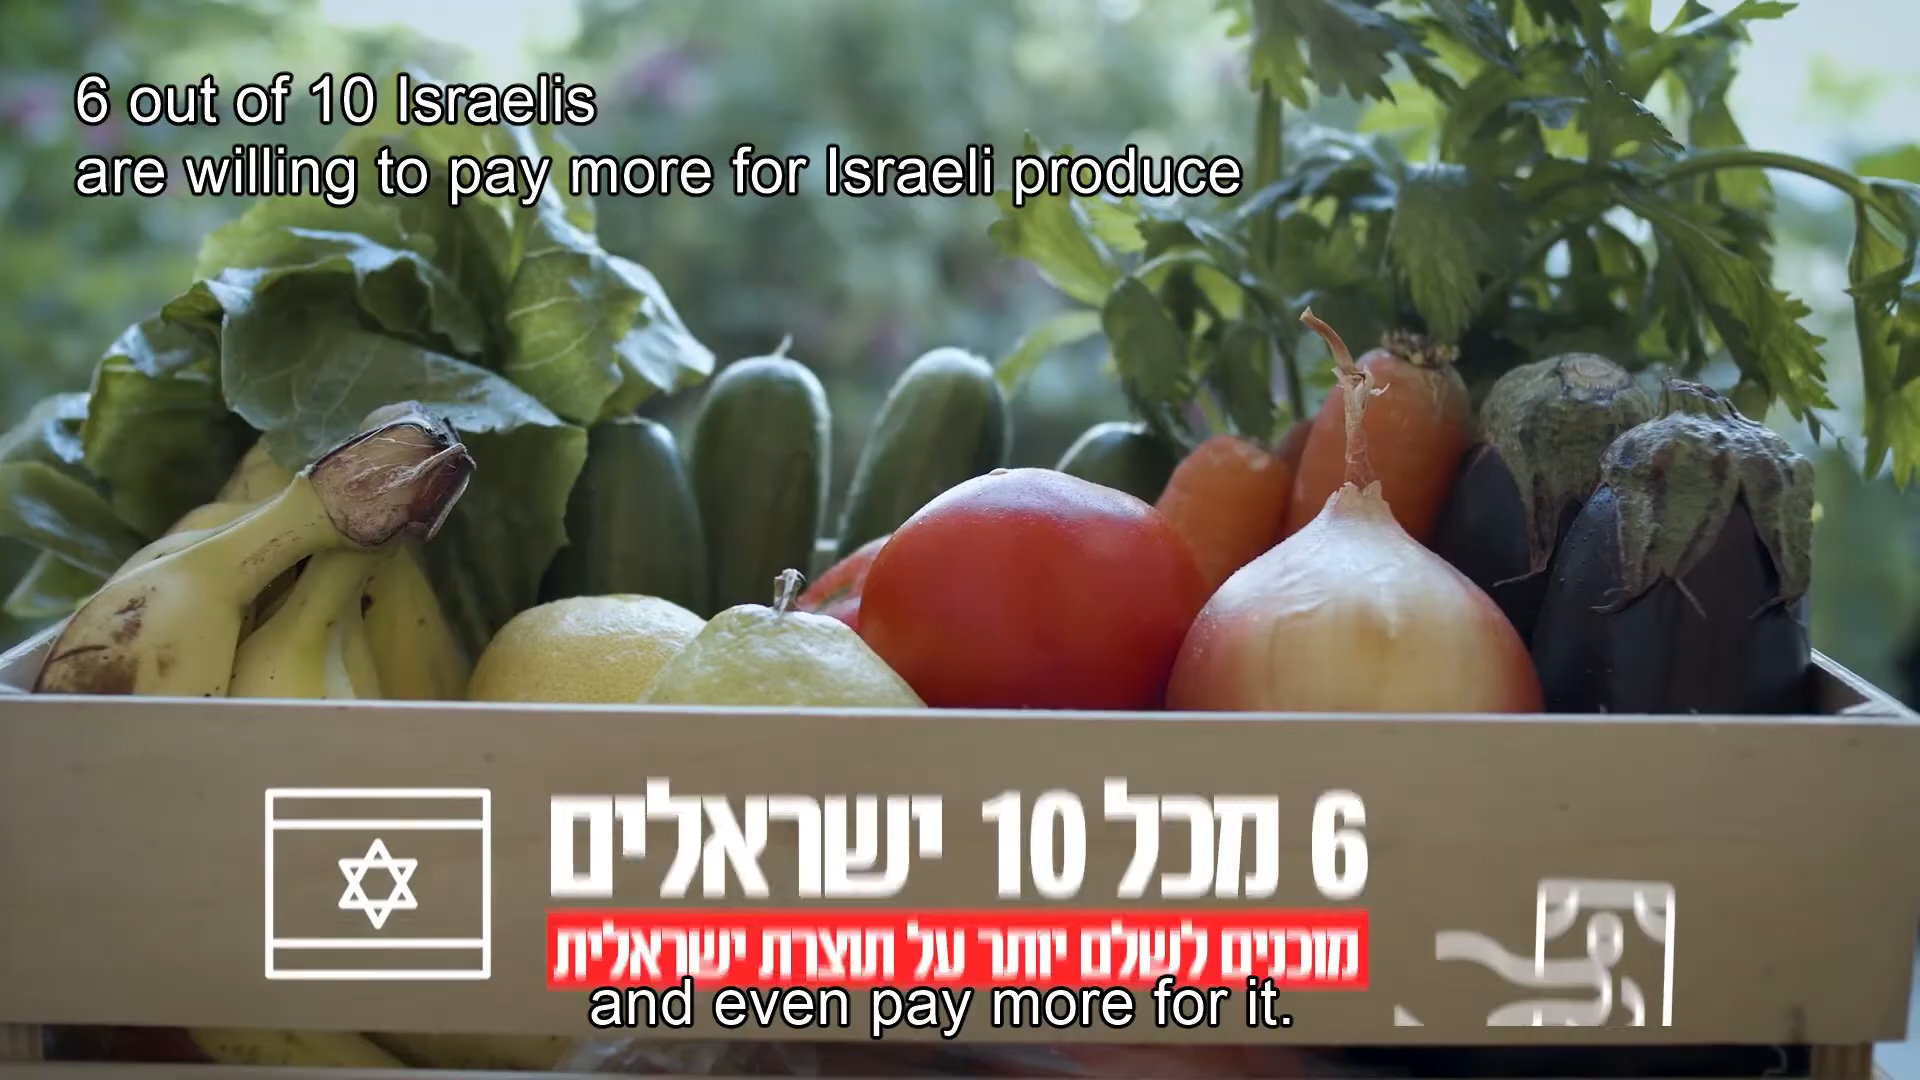 6 out of 10 Israelis
are willing to pay more for Israeli produce
6 מכל 10 ישראלים
מוכנים לשלם יותר על תוצרת ישראלית
and even pay more for it.